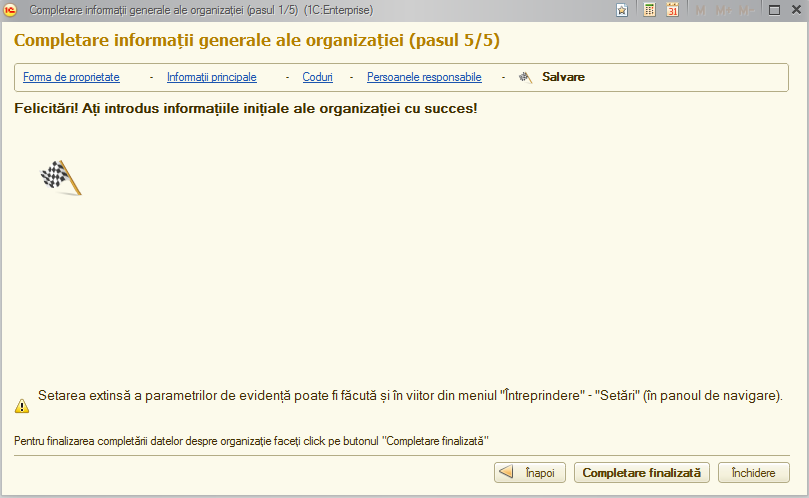 Completare informații generale ale organizației (pasul 1/5) (1C:Enterprise)
31 M M+ M-
Completare informații generale ale organizației (pasul 5/5)
Forma de proprietate - Informații principale - Coduri - Persoanele responsabile - Salvare
Felicitări! Ați introdus informațiile inițiale ale organizației cu succes!
Setarea extinsă a parametrilor de evidență poate fi făcută și în viitor din meniul "Întreprindere" - "Setări" (în panoul de navigare).
Pentru finalizarea completării datelor despre organizație faceți click pe butonul "Completare finalizată"
Înapoi Completare finalizată Închidere